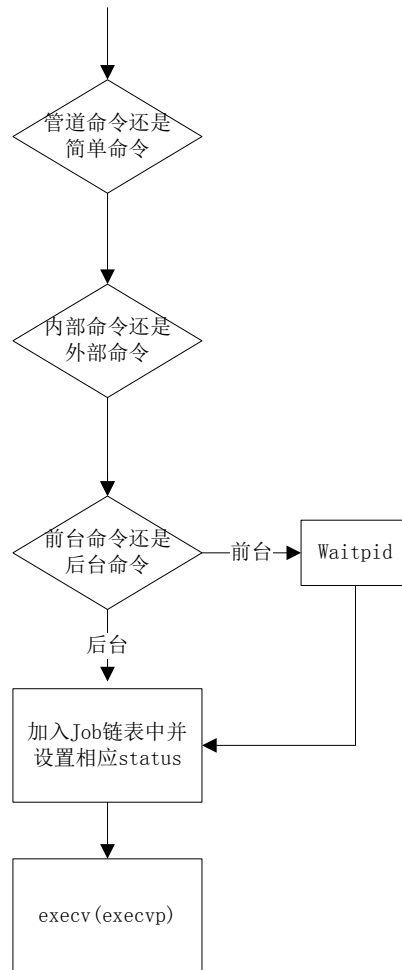 管道命令还是
简单命令
内部命令还是
外部命令
前台命令还是
后台命令
前台
Waitpid
后台
加入Job链表中并
设置相应status
execv(execvp)